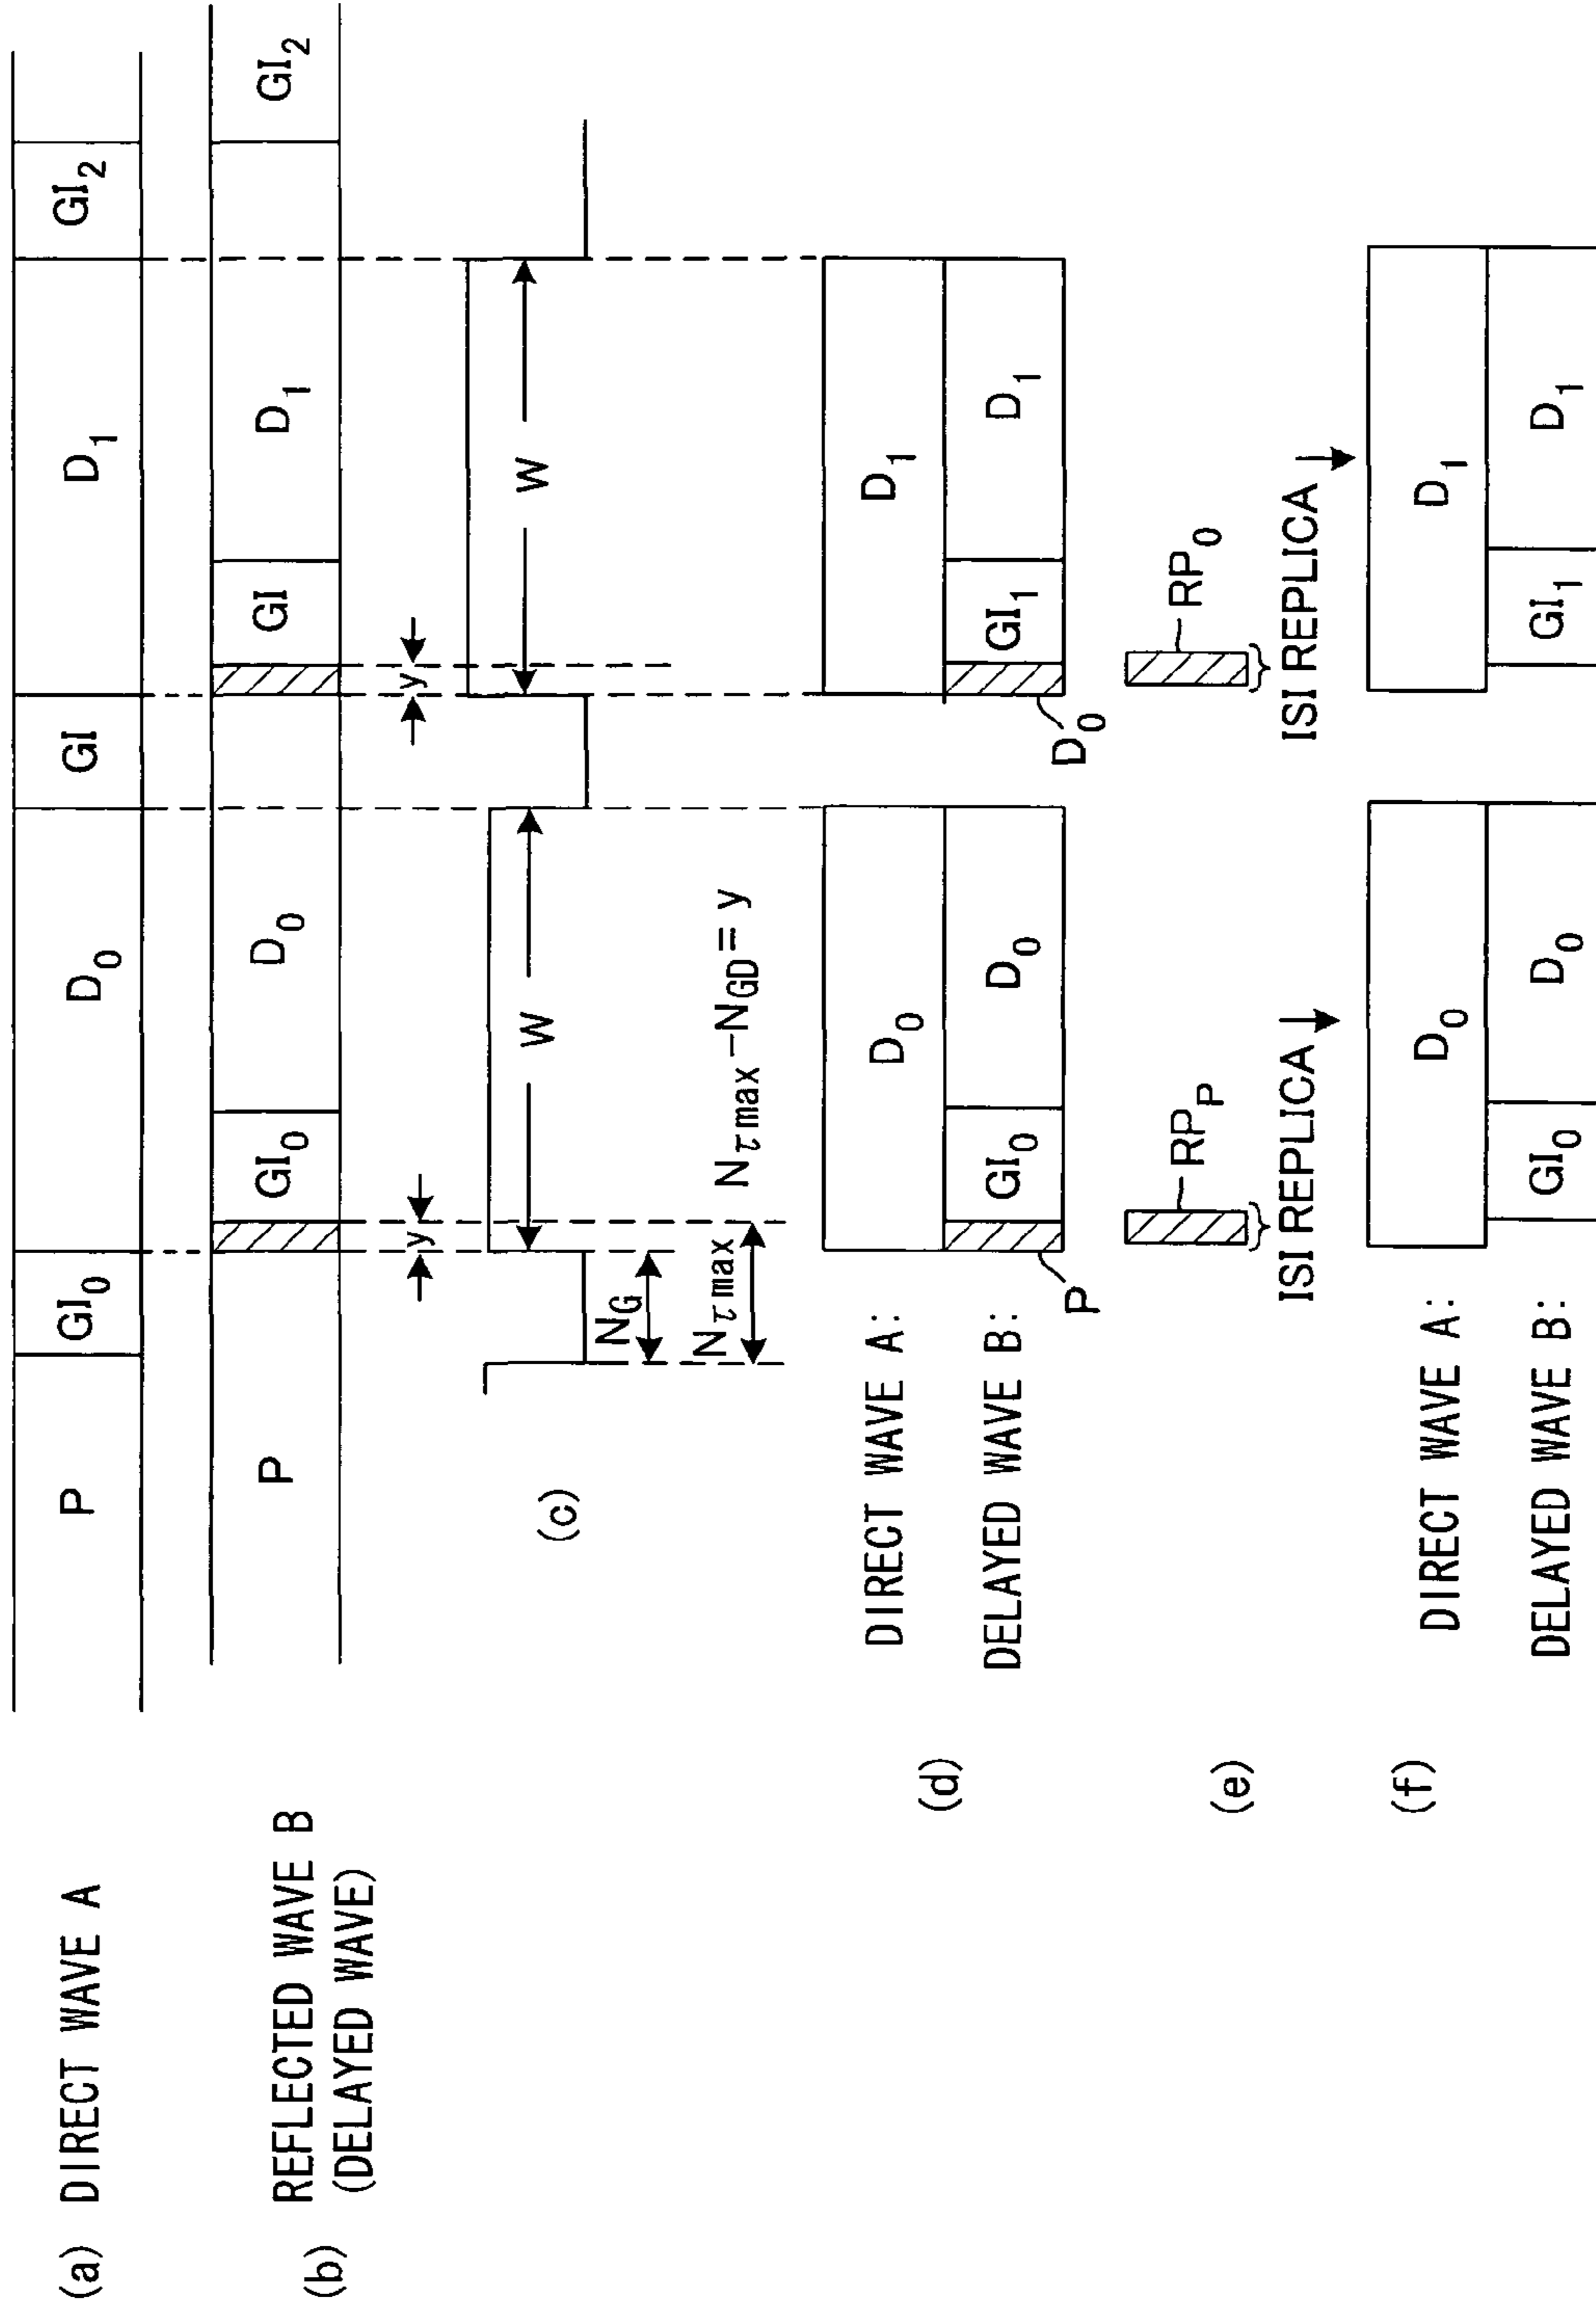 (a) DIRECT WAVE A
P GI0 D0 GI D1 GI2
(b) REFLECTED WAVE B
(DELAYED WAVE)
P GI0 D0 GI D1 GI2
y y
(c)
W W
NG
Nτmax Nτmax−NGD=y
(d)
DIRECT WAVE A: D0 D1
DELAYED WAVE B: GI0 D0 GI1 D1
P D0
(e)
RPP RP0
ISI REPLICA ISI REPLICA
(f)
DIRECT WAVE A: D0 D1
DELAYED WAVE B: GI0 D0 GI1 D1